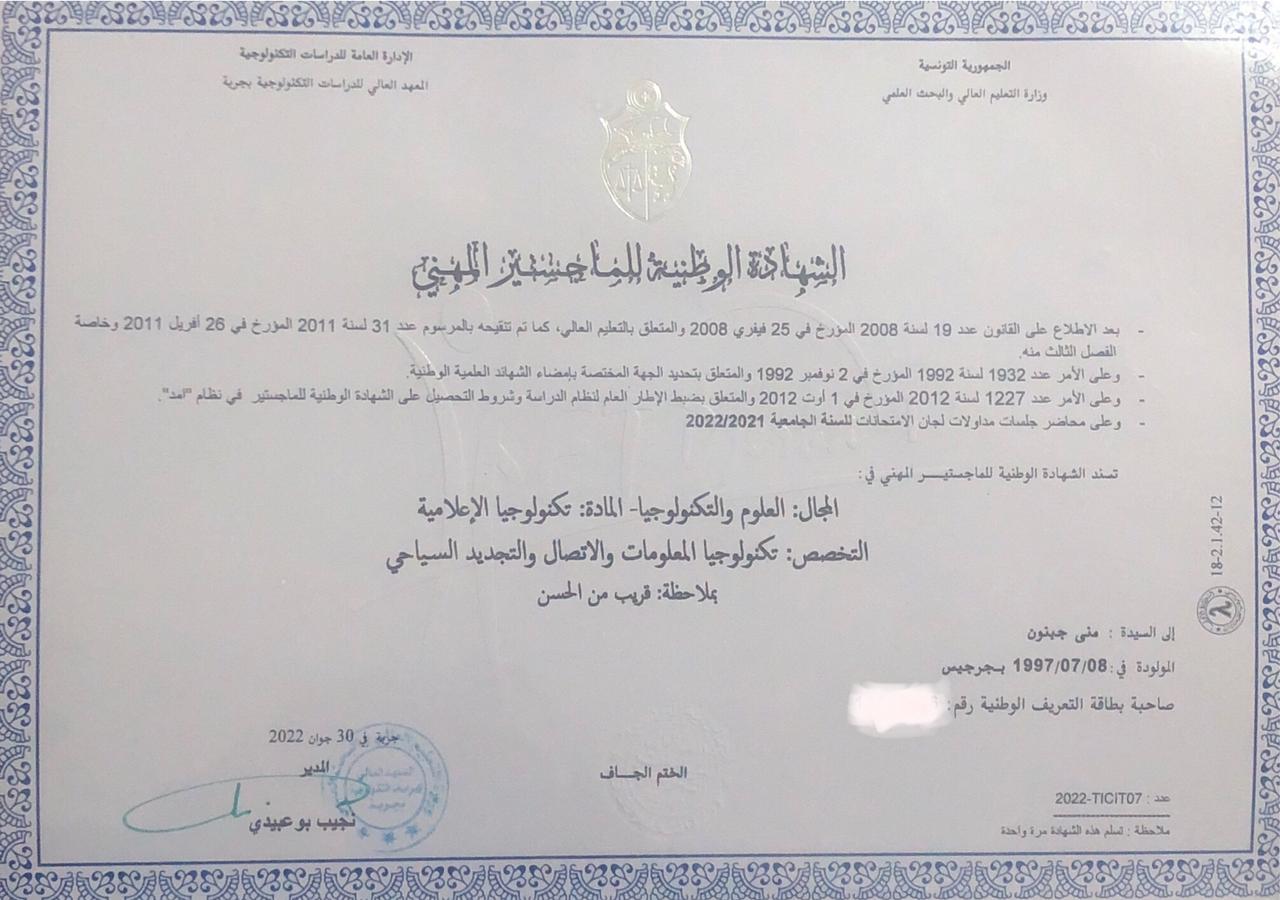 الجمهورية التونسية
وزارة التعليم العالي والبحث العلمي
الإدارة العامة للدراسات التكنولوجية
المعهد العالي للدراسات التكنولوجية بجربة
الشهادة الوطنية للماجستير المهني
- بعد الاطلاع على القانون عدد 19 لسنة 2008 المؤرخ في 25 فيفري 2008 والمتعلق بالتعليم العالي، كما تم تنقيحه بالمرسوم عدد 31 لسنة 2011 المؤرخ في 26 أفريل 2011 وخاصة
الفصل الثالث منه.
- وعلى الأمر عدد 1932 لسنة 1992 المؤرخ في 2 نوفمبر 1992 والمتعلق بتحديد الجهة المختصة بإمضاء الشهائد العلمية الوطنية.
- وعلى الأمر عدد 1227 لسنة 2012 المؤرخ في 1 أوت 2012 والمتعلق بضبط الإطار العام لنظام الدراسة وشروط التحصيل على الشهادة الوطنية للماجستير في نظام "امد".
- وعلى محاضر جلسات مداولات لجان الامتحانات للسنة الجامعية 2022/2021
تسند الشهادة الوطنية للماجستيــر المهني في:
المجال: العلوم والتكنولوجيا- المادة: تكنولوجيا الإعلامية
التخصص: تكنولوجيا المعلومات والاتصال والتجديد السياحي
بملاحظة: قريب من الحسن
18-2.1.42-12
إلى السيدة : منى جبنون
المولودة في: 1997/07/08 بـجرجيس
صاحبة بطاقة التعريف الوطنية رقم:
جربة في 30 جوان 2022
المدير
نجيب بوعبيدي
المعهد العالي
للدراسات التكنولوجية
بجربة
الختم الجـاف
عدد : 2022-TICIT07
ملاحظة : تسلم هذه الشهادة مرة واحدة